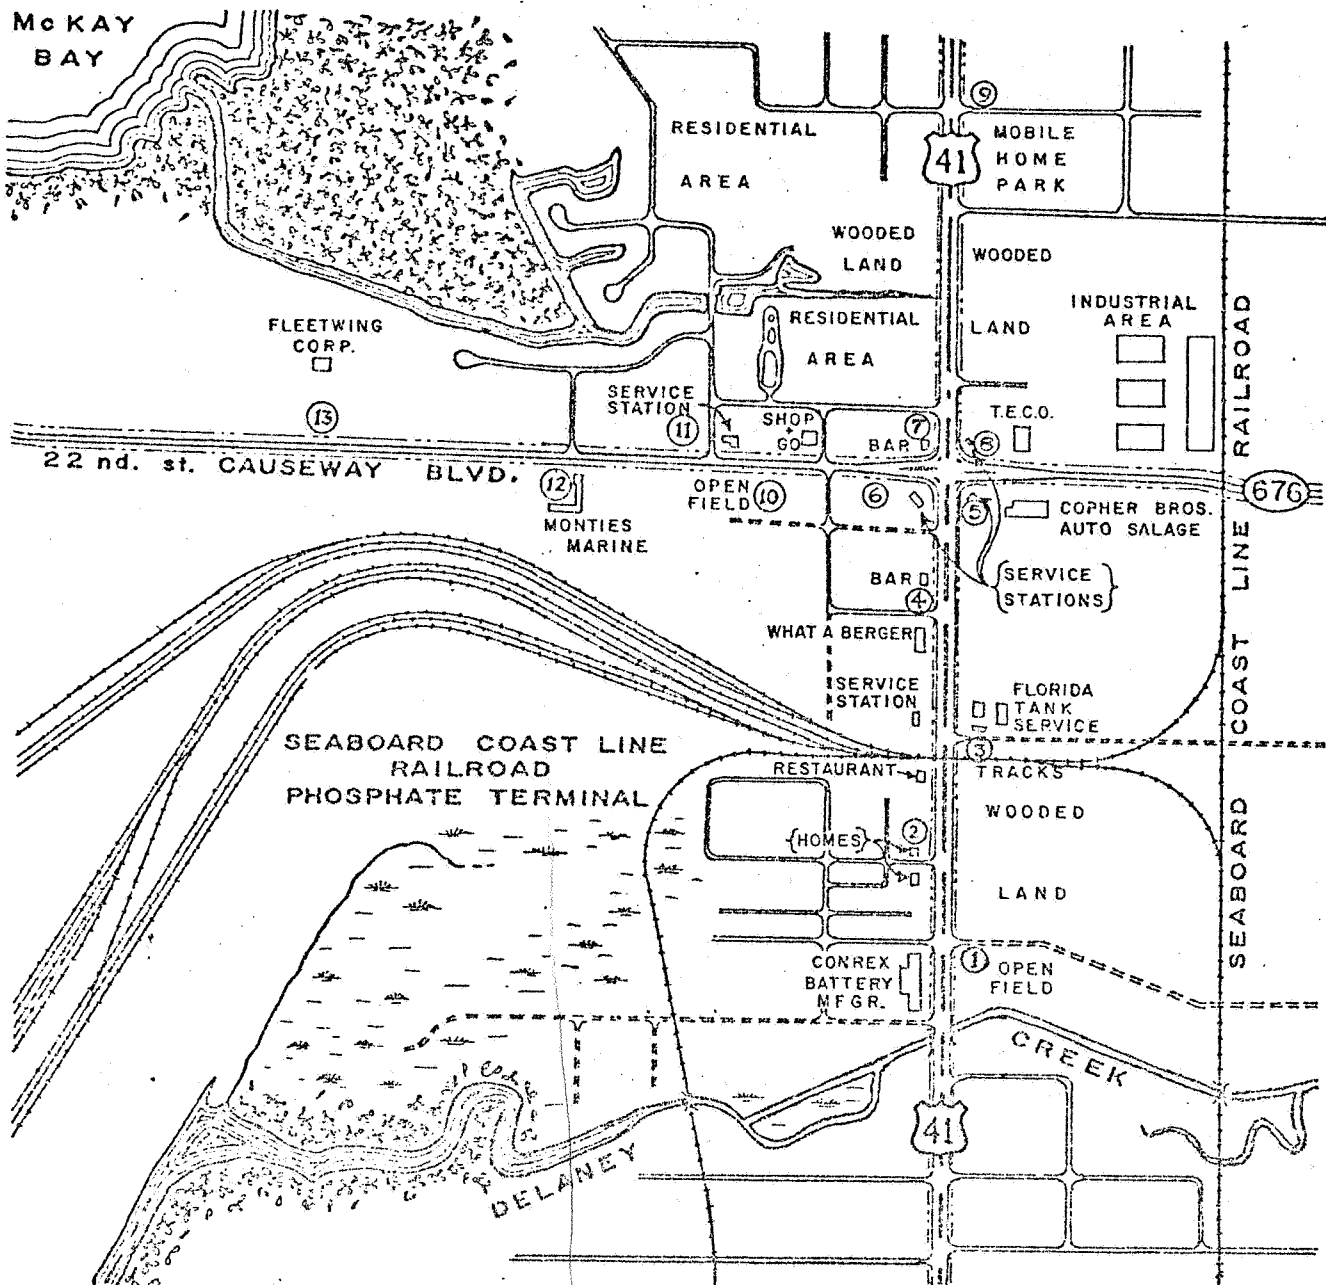 McKAY
BAY
9
RESIDENTIAL
AREA
41
MOBILE
HOME
PARK
WOODED
LAND
WOODED
LAND
INDUSTRIAL
AREA
FLEETWING
CORP.
RESIDENTIAL
AREA
SERVICE
STATION
13
11
SHOP
+
GO
7
BAR
8
T.E.C.O.
22 nd. st. CAUSEWAY BLVD.
12
MONTIES
MARINE
OPEN
FIELD
10
6
5
COPHER BROS.
AUTO SALAGE
676
SERVICE
STATIONS
BAR
4
WHAT A BERGER
SERVICE
STATION
FLORIDA
TANK
SERVICE
3
TRACKS
RESTAURANT
SEABOARD COAST LINE
RAILROAD
PHOSPHATE TERMINAL
SEABOARD COAST LINE RAILROAD
WOODED
LAND
2
(HOMES)
1
OPEN
FIELD
CONREX
BATTERY
MFGR.
DELANEY CREEK
41